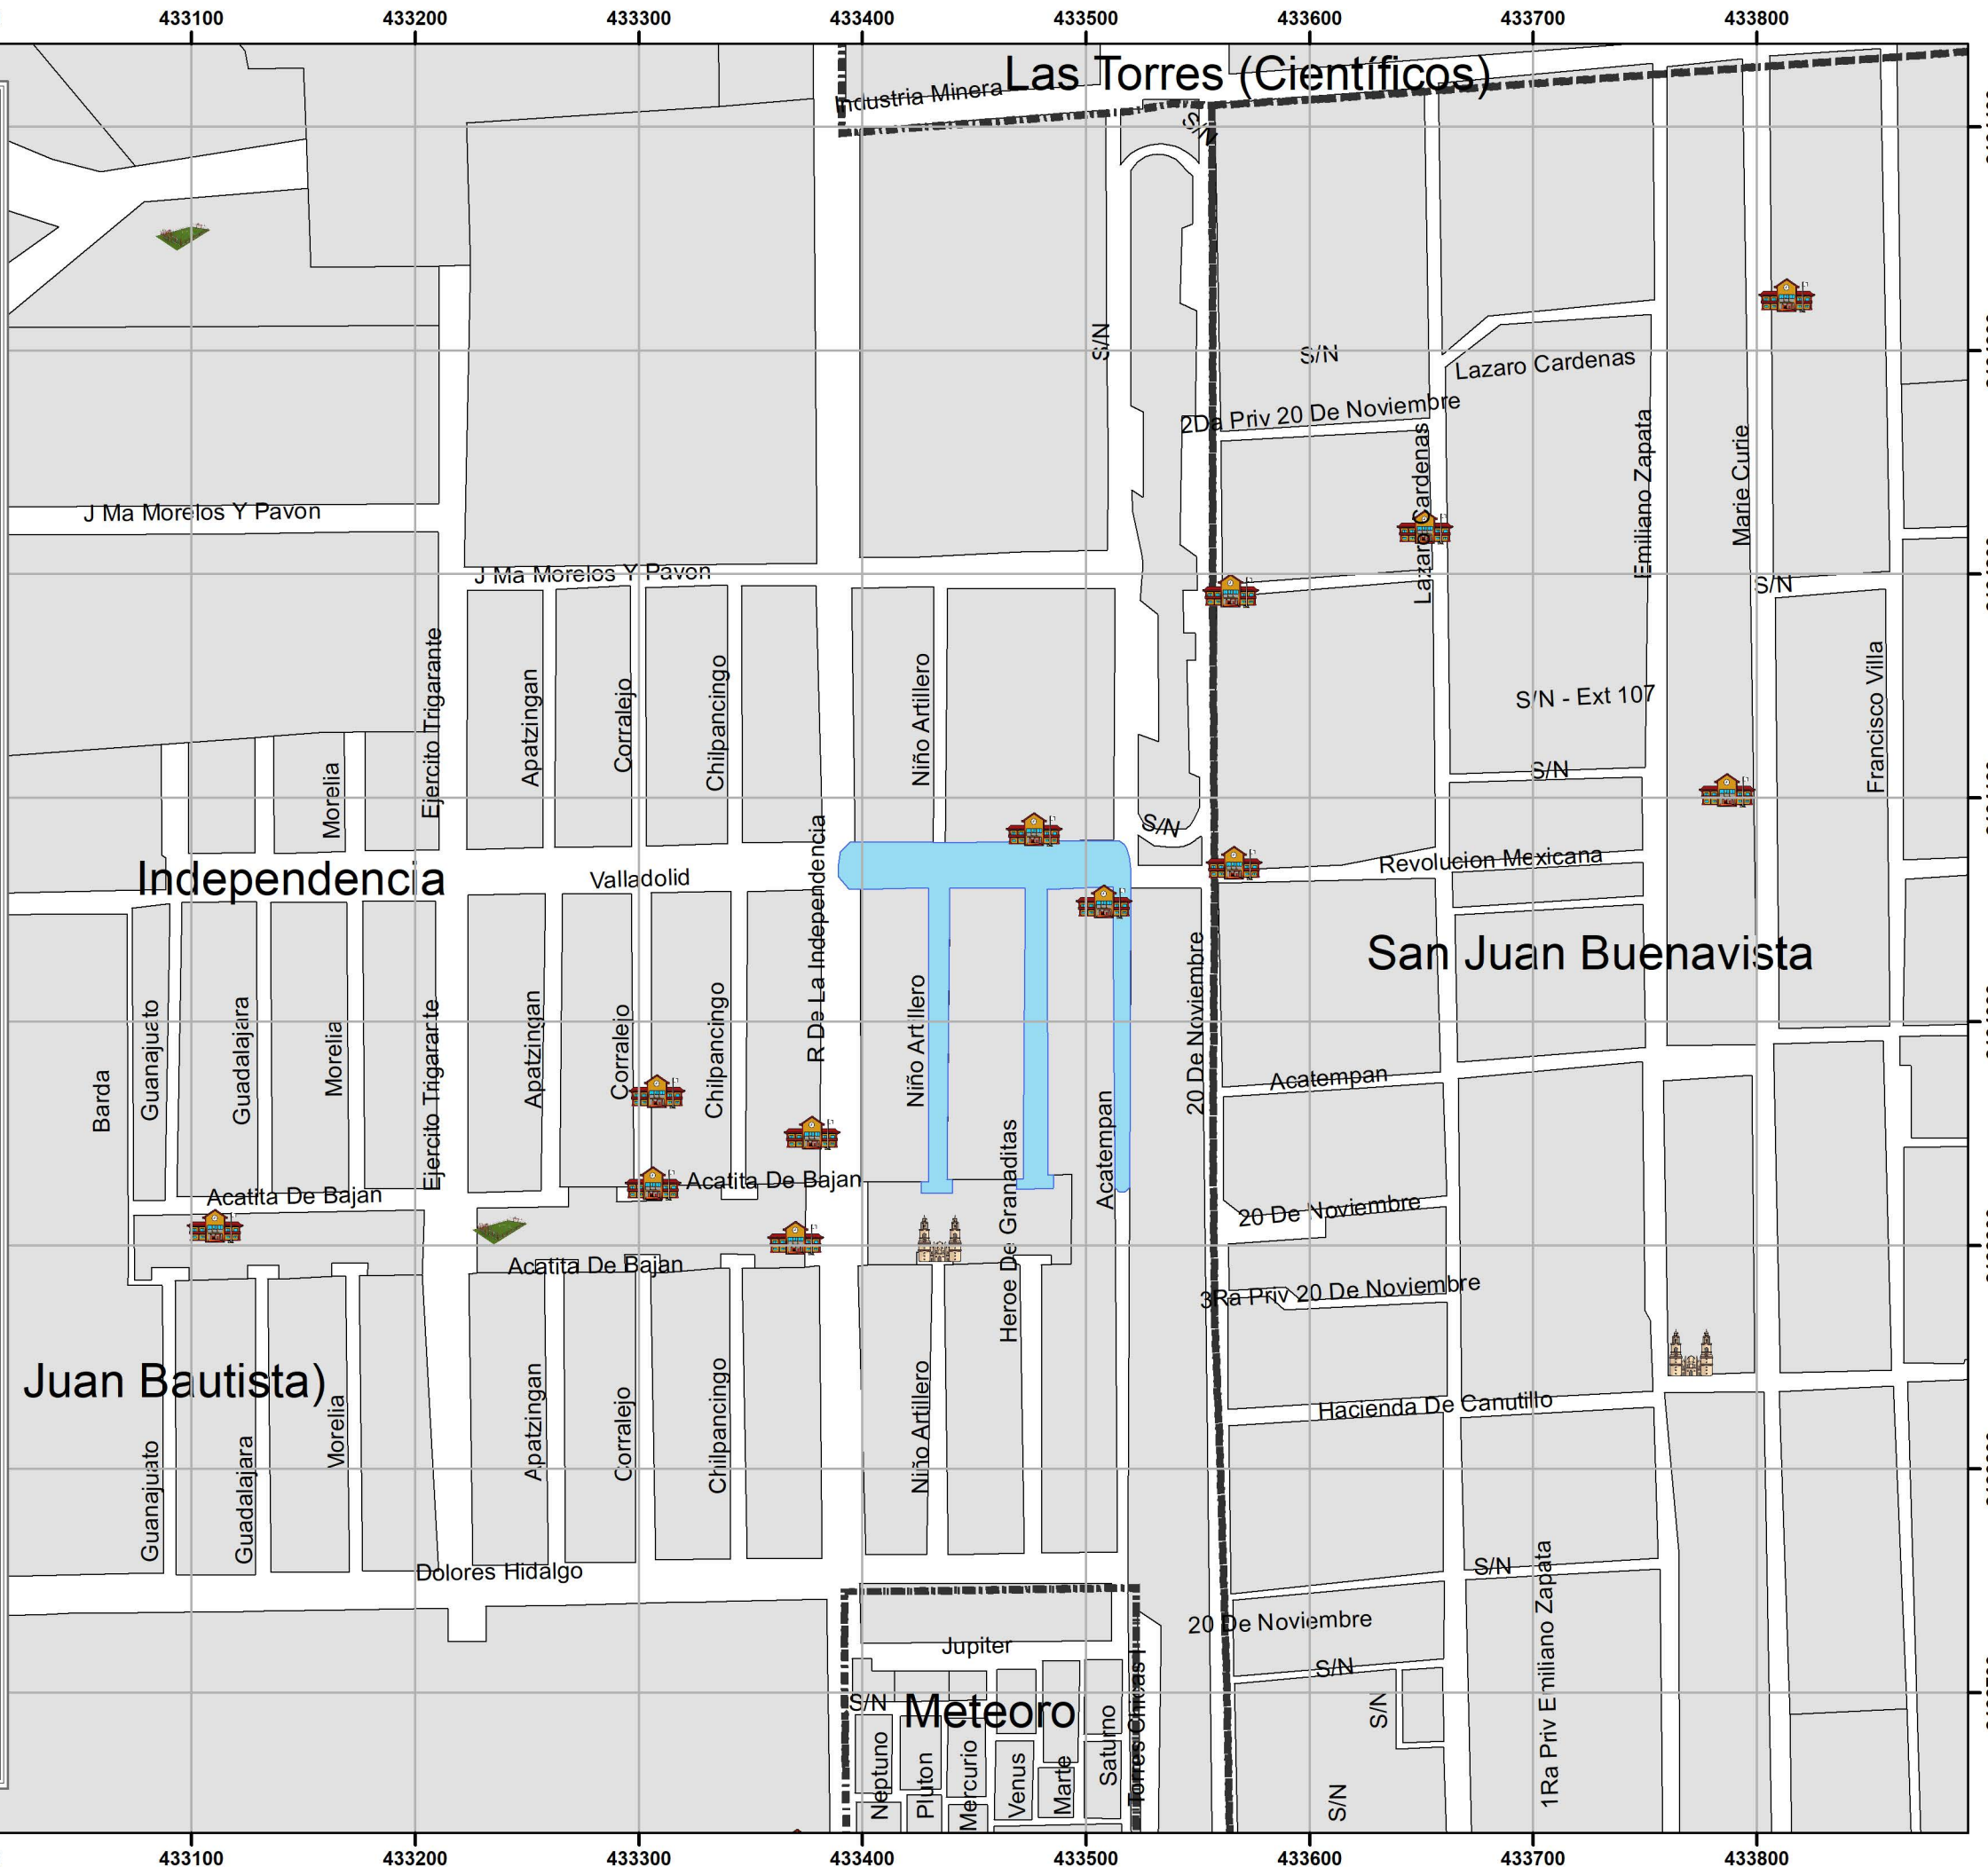 433100 433200 433300 433400 433500 433600 433700 433800
Las Torres (Científicos)
Industria Minera
S/N
S/N
S/N
Lazaro Cardenas
2Da Priv 20 De Noviembre
Lazaro Cardenas
Emiliano Zapata
Marie Curie
J Ma Morelos Y Pavon
J Ma Morelos Y Pavon
S/N
Ejercito Trigarante
Apatzingan
Corralejo
Chilpancingo
Niño Artillero
Francisco Villa
S/N - Ext 107
Morelia
S/N
S/N
R De La Independencia
Independencia
Valladolid
Revolucion Mexicana
San Juan Buenavista
Barda
Guanajuato
Guadalajara
Morelia
Ejercito Trigarante
Apatzingan
Corralejo
Chilpancingo
Niño Artillero
Heroe De Granaditas
Acatempan
20 De Noviembre
Acatempan
Acatita De Bajan
Acatita De Bajan
20 De Noviembre
Acatita De Bajan
3Ra Priv 20 De Noviembre
Juan Bautista)
Hacienda De Canutillo
Guanajuato
Guadalajara
Morelia
Apatzingan
Corralejo
Chilpancingo
Niño Artillero
Dolores Hidalgo
S/N
1Ra Priv Emiliano Zapata
20 De Noviembre
Jupiter
S/N
S/N
S/N
Meteoro
Neptuno
Pluton
Mercurio
Venus
Marte
Saturno
Torres Chicas I
S/N
433100 433200 433300 433400 433500 433600 433700 433800